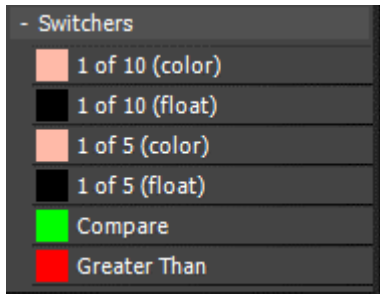 - Switchers
1 of 10 (color)
1 of 10 (float)
1 of 5 (color)
1 of 5 (float)
Compare
Greater Than